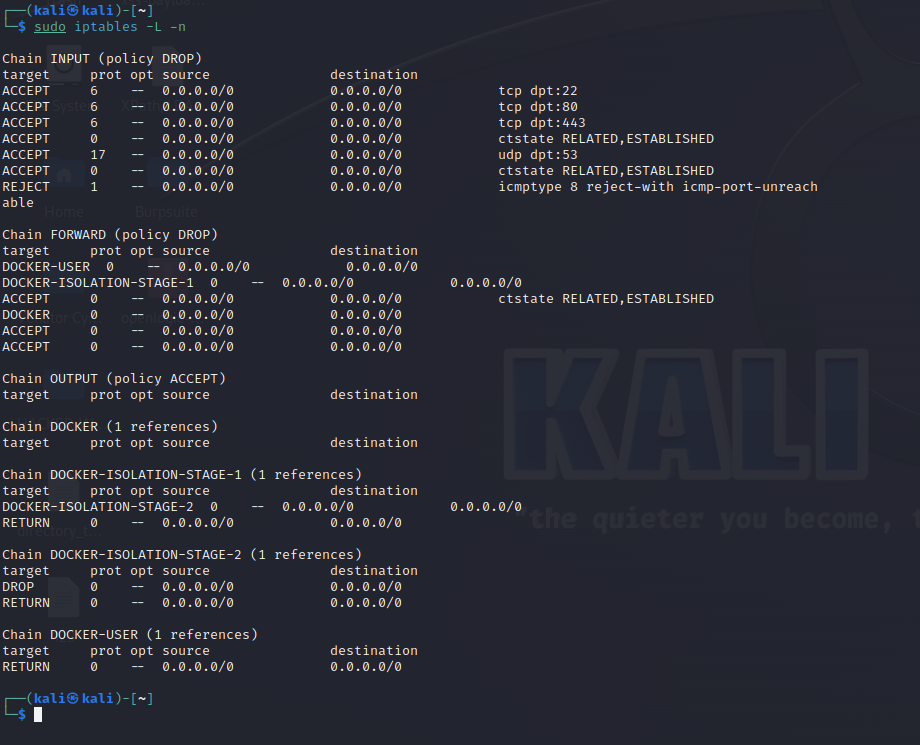 ┌──(kali㉿kali)-[~]
└─$ sudo iptables -L -n
Chain INPUT (policy DROP)
target     prot opt source               destination
ACCEPT     6    --  0.0.0.0/0            0.0.0.0/0            tcp dpt:22
ACCEPT     6    --  0.0.0.0/0            0.0.0.0/0            tcp dpt:80
ACCEPT     6    --  0.0.0.0/0            0.0.0.0/0            tcp dpt:443
ACCEPT     0    --  0.0.0.0/0            0.0.0.0/0            ctstate RELATED,ESTABLISHED
ACCEPT     17   --  0.0.0.0/0            0.0.0.0/0            udp dpt:53
ACCEPT     0    --  0.0.0.0/0            0.0.0.0/0            ctstate RELATED,ESTABLISHED
REJECT     1    --  0.0.0.0/0            0.0.0.0/0            icmptype 8 reject-with icmp-port-unreach
able
Home Burpsuite
Chain FORWARD (policy DROP)
target     prot opt source               destination
DOCKER-USER  0    --  0.0.0.0/0            0.0.0.0/0
DOCKER-ISOLATION-STAGE-1  0    --  0.0.0.0/0            0.0.0.0/0
ACCEPT     0    --  0.0.0.0/0            0.0.0.0/0            ctstate RELATED,ESTABLISHED
DOCKER     0    --  0.0.0.0/0            0.0.0.0/0
ACCEPT     0    --  0.0.0.0/0            0.0.0.0/0
ACCEPT     0    --  0.0.0.0/0            0.0.0.0/0
Chain OUTPUT (policy ACCEPT)
target     prot opt source               destination
Chain DOCKER (1 references)
target     prot opt source               destination
KALI
Chain DOCKER-ISOLATION-STAGE-1 (1 references)
target     prot opt source               destination
DOCKER-ISOLATION-STAGE-2  0    --  0.0.0.0/0            0.0.0.0/0
RETURN     0    --  0.0.0.0/0            0.0.0.0/0
"the quieter you become,
Chain DOCKER-ISOLATION-STAGE-2 (1 references)
target     prot opt source               destination
DROP       0    --  0.0.0.0/0            0.0.0.0/0
RETURN     0    --  0.0.0.0/0            0.0.0.0/0
Chain DOCKER-USER (1 references)
target     prot opt source               destination
RETURN     0    --  0.0.0.0/0            0.0.0.0/0
┌──(kali㉿kali)-[~]
└─$